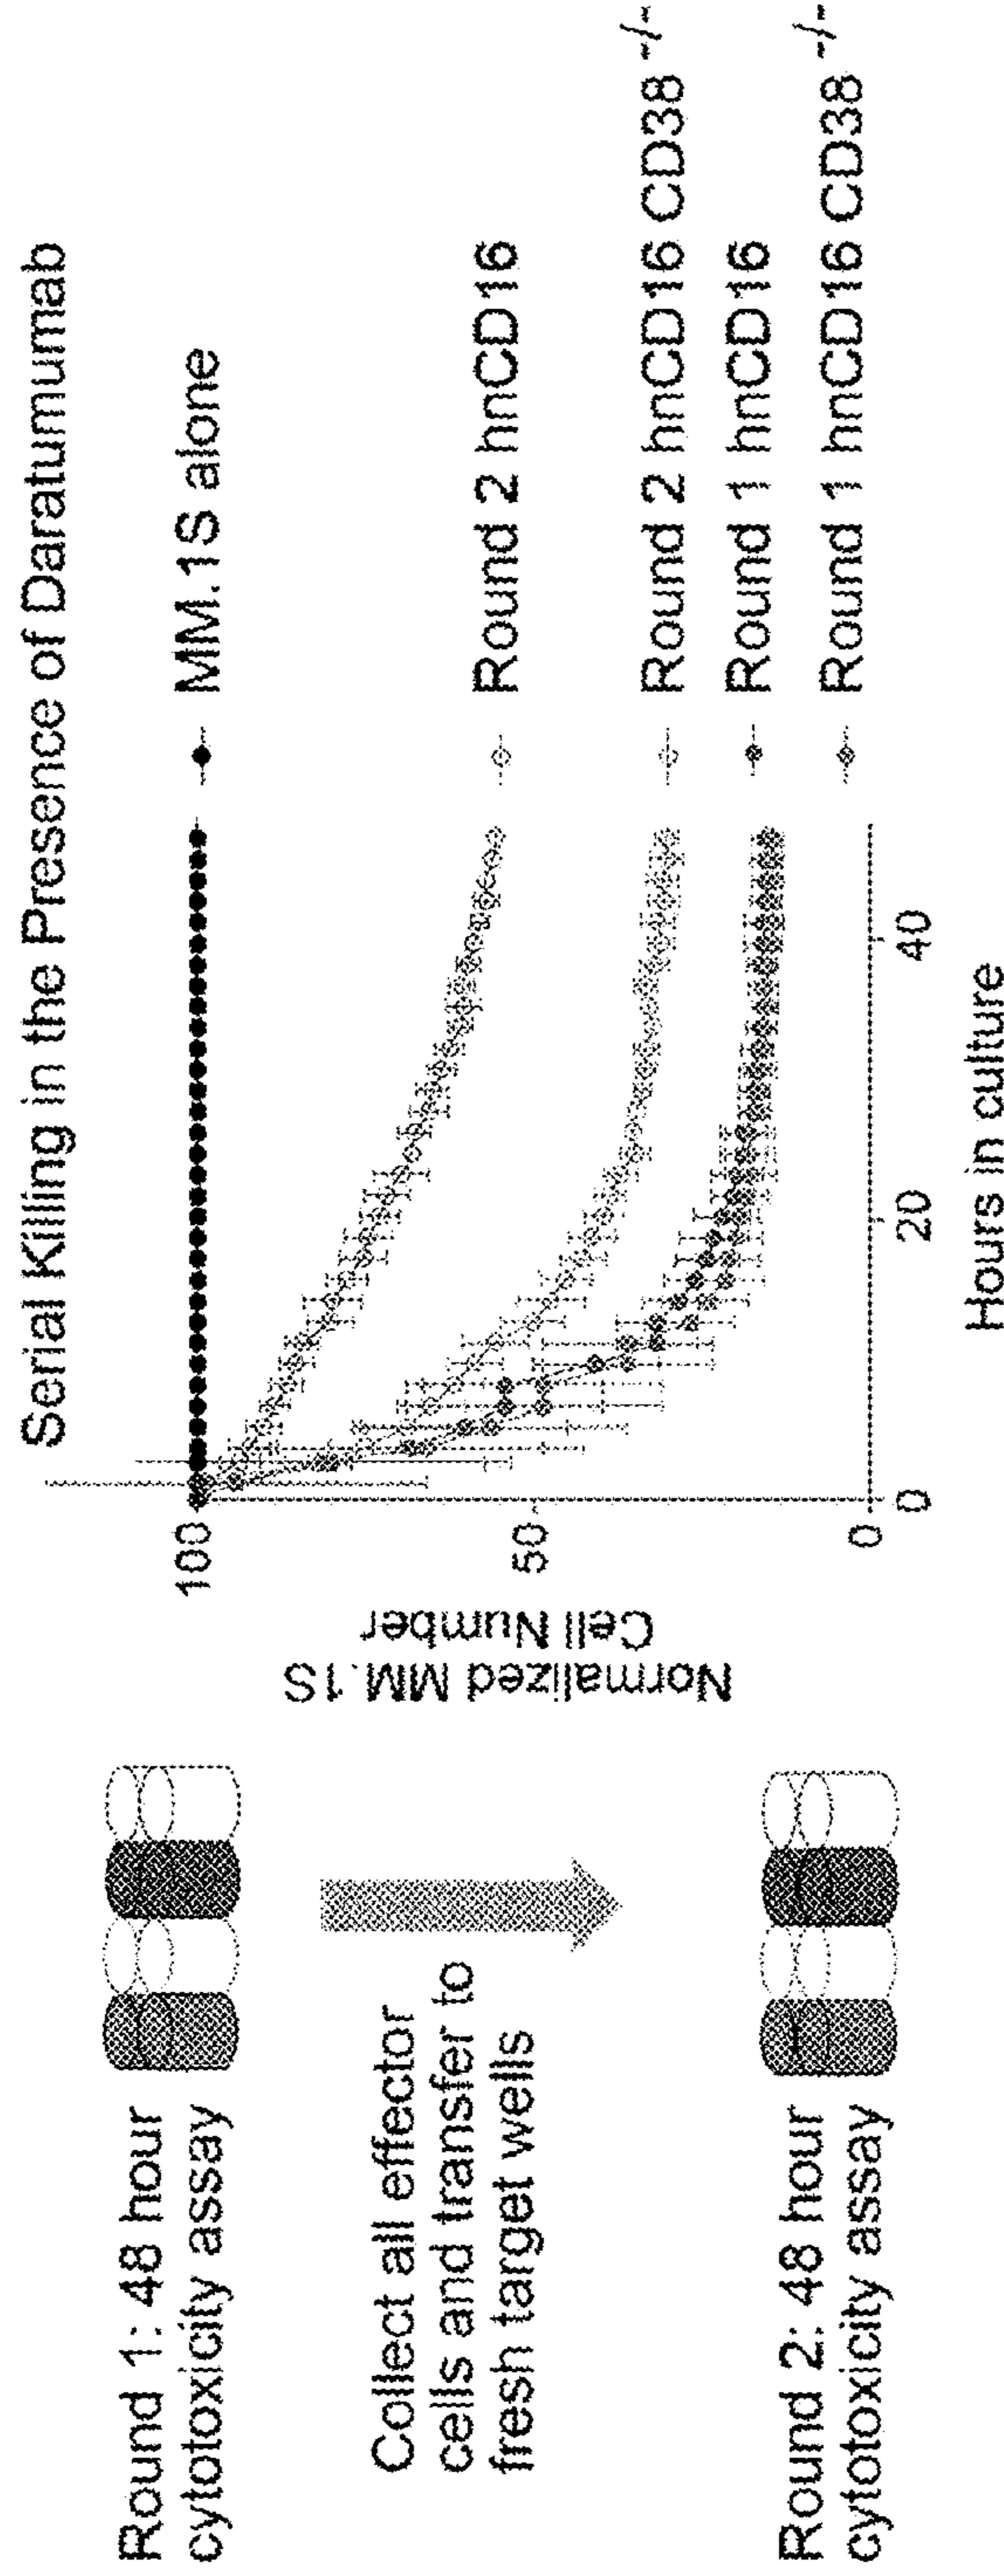 Round 1: 48 hour
cytotoxicity assay
Collect all effector
cells and transfer to
fresh target wells
Round 2: 48 hour
cytotoxicity assay
Serial Killing in the Presence of Daratumumab
Normalized MM.1S
Cell Number
100
50
0
0
20
40
Hours in culture
MM.1S alone
Round 2 hnCD16
Round 2 hnCD16 CD38 -/-
Round 1 hnCD16
Round 1 hnCD16 CD38 -/-